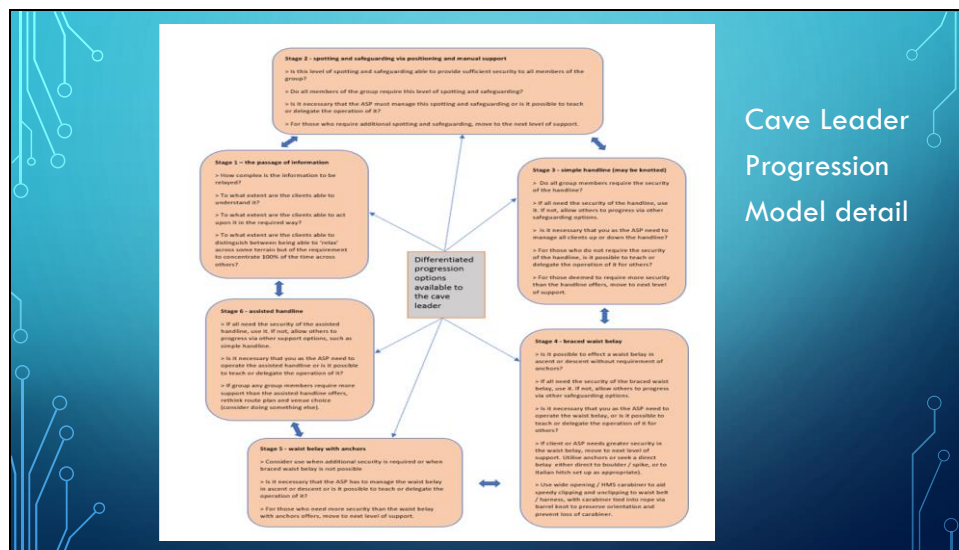 Cave Leader
Progression
Model detail
Stage 2 - spotting and safeguarding via positioning and manual support
> Is this level of spotting and safeguarding able to provide sufficient security to all members of the
group?
> Do all members of the group require this level of spotting and safeguarding?
> Is it necessary that the ASP must manage this spotting and safeguarding or is it possible to teach
or delegate the operation of it?
> For those who require additional spotting and safeguarding, move to the next level of support.
Stage 1 – the passage of information
> How complex is the information to be
relayed?
> To what extent are the clients able to
understand it?
> To what extent are the clients able to act
upon it in the required way?
> To what extent are the clients able to
distinguish between being able to 'relax'
across some terrain but of the requirement
to concentrate 100% of the time across
others?
Stage 3 - simple handline (may be knotted)
> Do all group members require the security
of the handline?
> If all need the security of the handline, use
it. If not, allow others to progress via other
safeguarding options.
> Is it necessary that you as the ASP need to
manage all clients up or down the handline?
> For those who do not require the security
of the handline, is it possible to teach or
delegate the operation of it for others?
> For those deemed to require more security
than the handline offers, move to next level
of support.
Differentiated
progression
options
available to
the cave
leader
Stage 6 - assisted handline
> If all need the security of the assisted
handline, use it. If not, allow others to
progress via other support options, such as
simple handline.
> Is it necessary that you as the ASP need to
operate the assisted handline or is it possible
to teach or delegate the operation of it?
> If group any group members require more
support than the assisted handline offers,
rethink route plan and venue choice
(consider doing something else).
Stage 4 - braced waist belay
> Is it possible to effect a waist belay in
ascent or descent without requirement of
anchors?
> If all need the security of the braced waist
belay, use it. If not, allow others to progress
via other safeguarding options.
> Is it necessary that you as the ASP need to
operate the waist belay, or is it possible to
teach or delegate the operation of it for
others?
> If client or ASP needs greater security in
the waist belay, move to next level of
support. Utilise anchors or seek a direct
belay either direct to boulder / spike, or to
Italian hitch set up as appropriate).
> Use wide opening / HMS carabiner to aid
speedy clipping and unclipping to waist belt
/ harness, with carabiner tied into rope via
barrel knot to preserve orientation and
prevent loss of carabiner.
Stage 5 - waist belay with anchors
> Consider use when additional security is required or when
braced waist belay is not possible
> Is it necessary that the ASP has to manage the waist belay
in ascent or descent or is it possible to teach or delegate the
operation of it?
> For those who need more security than the waist belay
with anchors offers, move to next level of support.